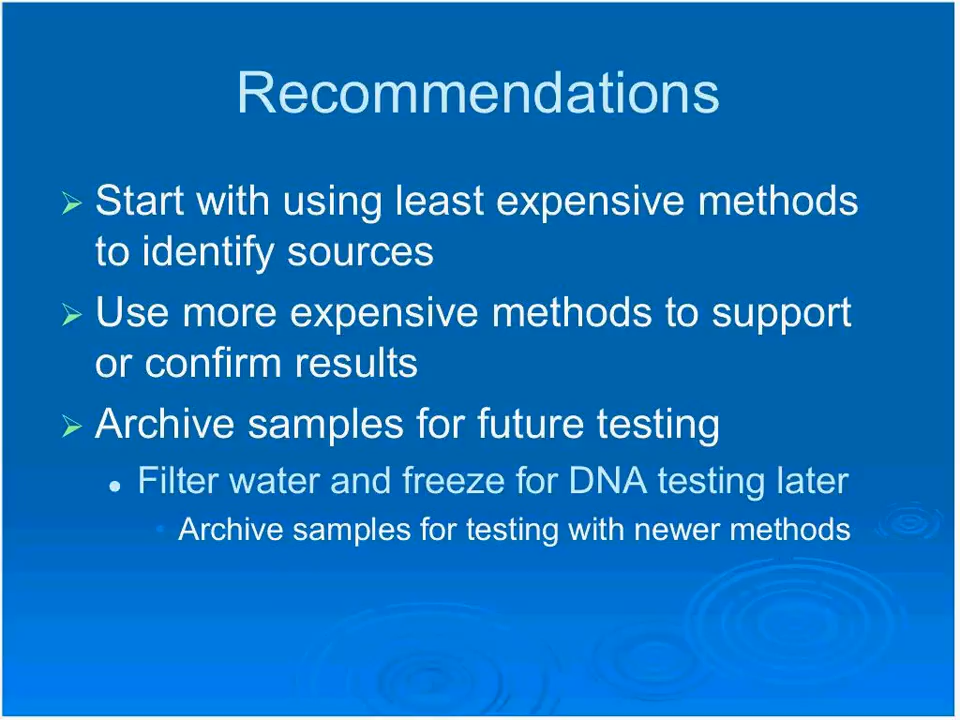 Recommendations
Start with using least expensive methods
to identify sources
Use more expensive methods to support
or confirm results
Archive samples for future testing
Filter water and freeze for DNA testing later
Archive samples for testing with newer methods